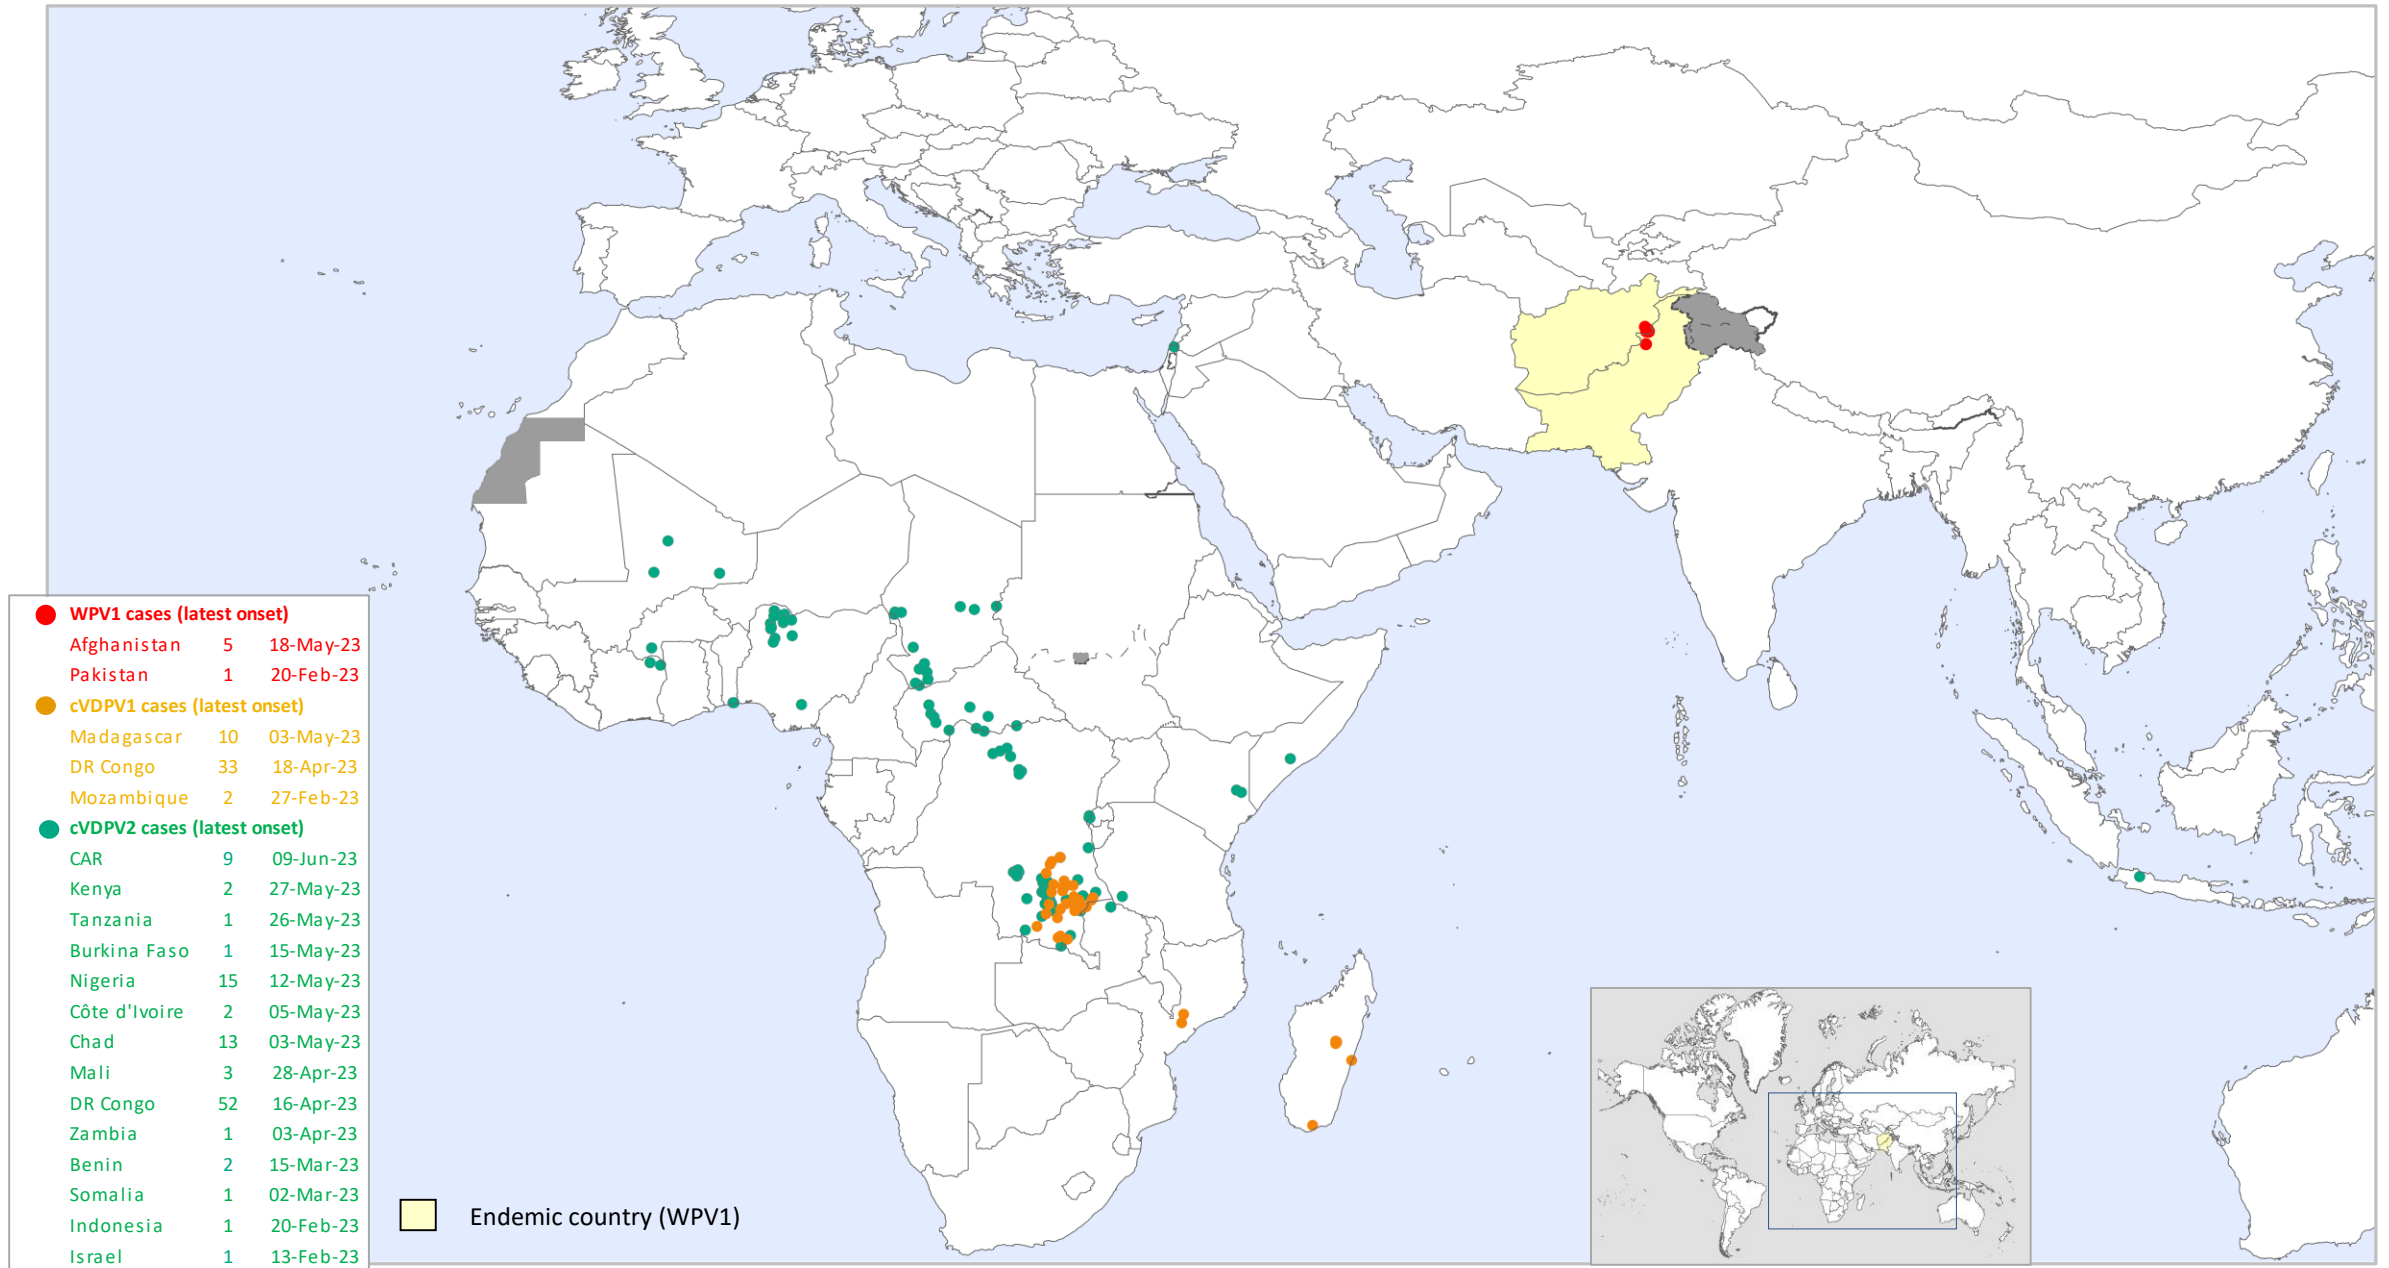 WPV1 cases (latest onset)
Afghanistan 5 18-May-23
Pakistan 1 20-Feb-23
cVDPV1 cases (latest onset)
Madagascar 10 03-May-23
DR Congo 33 18-Apr-23
Mozambique 2 27-Feb-23
cVDPV2 cases (latest onset)
CAR 9 09-Jun-23
Kenya 2 27-May-23
Tanzania 1 26-May-23
Burkina Faso 1 15-May-23
Nigeria 15 12-May-23
Côte d'Ivoire 2 05-May-23
Chad 13 03-May-23
Mali 3 28-Apr-23
DR Congo 52 16-Apr-23
Zambia 1 03-Apr-23
Benin 2 15-Mar-23
Somalia 1 02-Mar-23
Indonesia 1 20-Feb-23
Israel 1 13-Feb-23
Endemic country (WPV1)